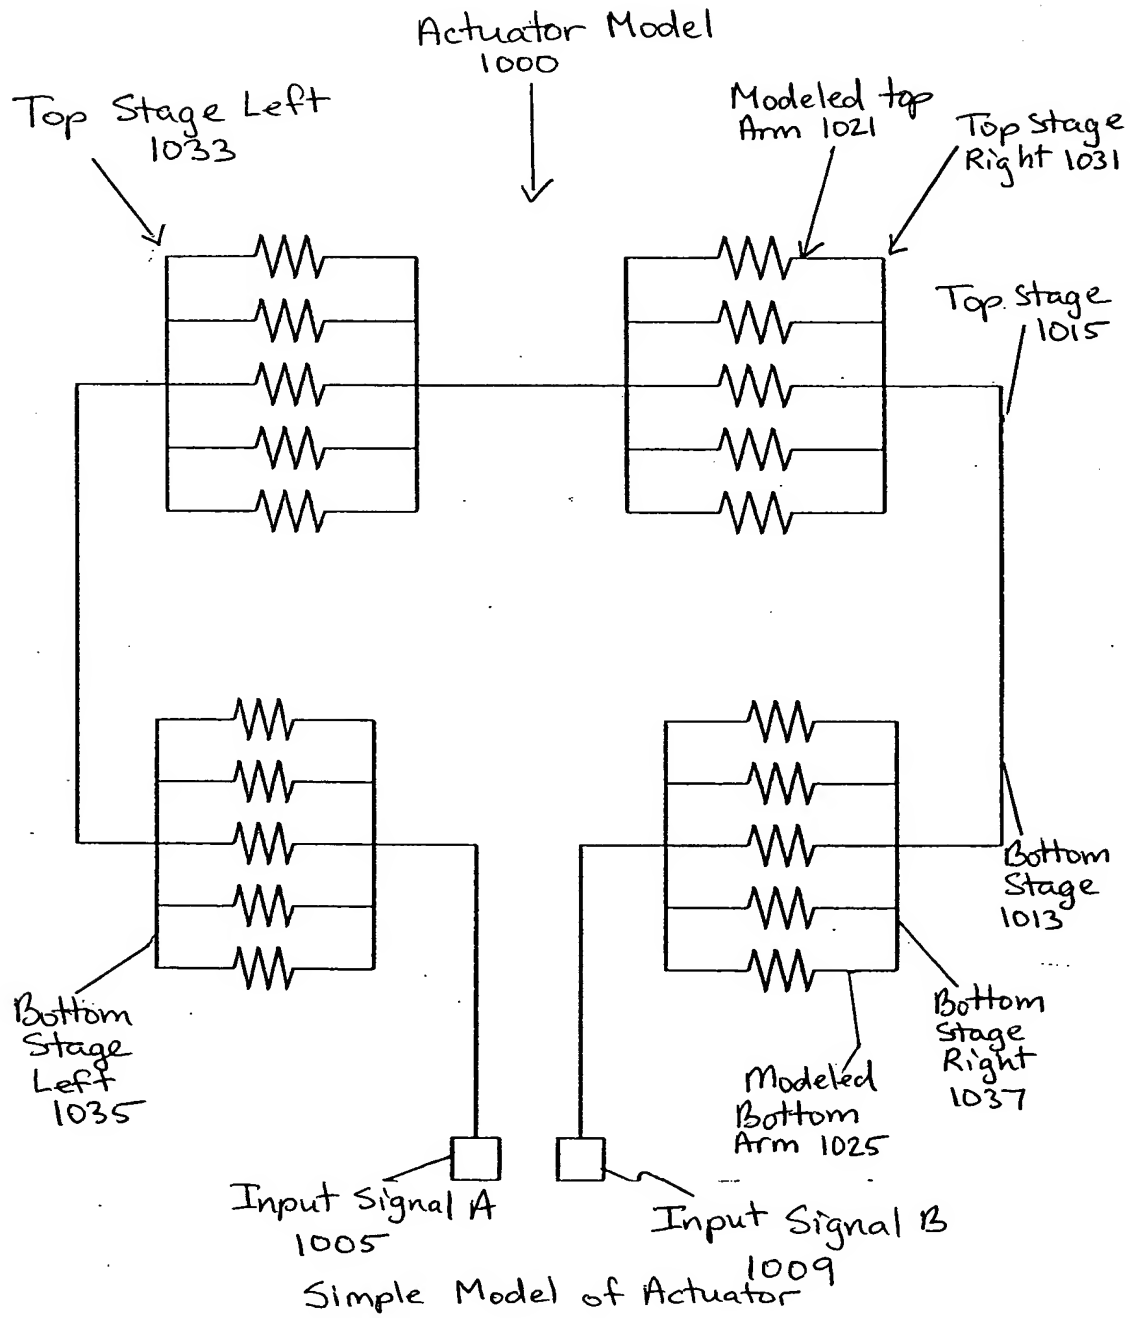 Actuator Model
1000
Top Stage Left
1033
Modeled top
Arm 1021
Top Stage
Right 1031
Top Stage
1015
Bottom
Stage
1013
Bottom
Stage
Left
1035
Bottom
Stage
Right
1037
Modeled
Bottom
Arm 1025
Input Signal A
1005
Input Signal B
1009
Simple Model of Actuator